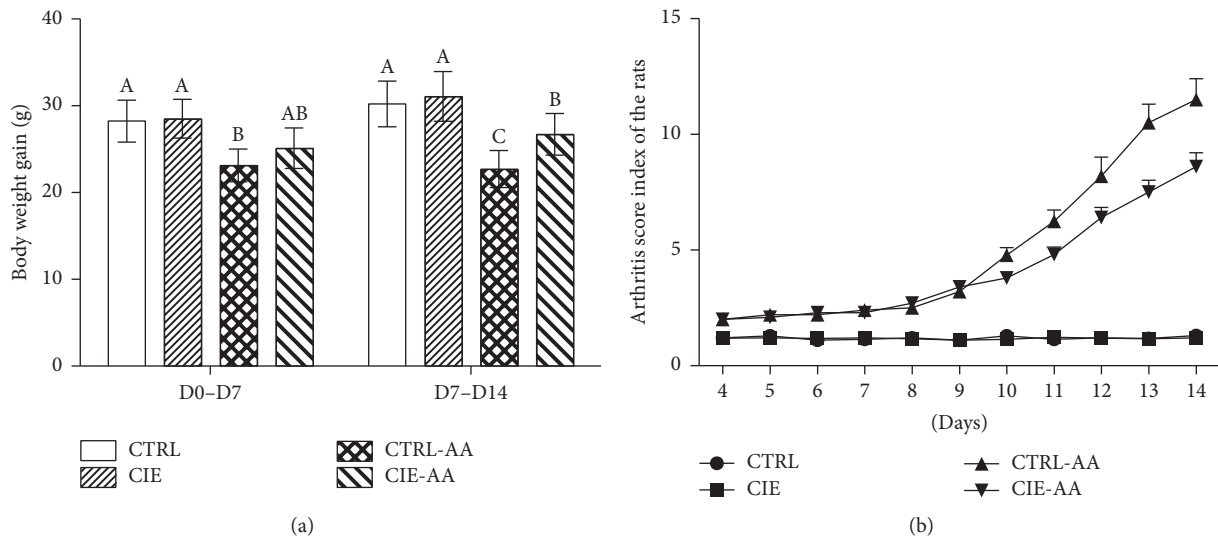 40
30
20
10
0
Body weight gain (g)
A
A
B
AB
A
A
C
B
D0–D7
D7–D14
CTRL
CTRL-AA
CIE
CIE-AA
(a)
15
10
5
0
Arthritis score index of the rats
4 5 6 7 8 9 10 11 12 13 14
(Days)
CTRL
CTRL-AA
CIE
CIE-AA
(b)